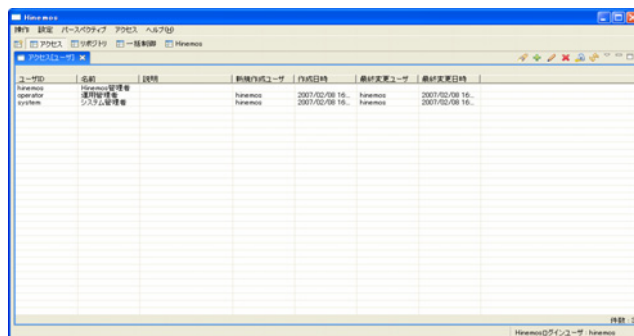 Hinemos
操作 設定 パースペクティブ アクセス ヘルプ(H)
アクセス リポジトリ 一括制御 Hinemos
アクセス[ユーザ]
ユーザID 名前 説明 新規作成ユーザ 作成日時 最終変更ユーザ 最終変更日時
hinemos Hinemos管理者
operator 運用管理者 hinemos 2007/02/08 16... hinemos 2007/02/08 16...
system システム管理者 hinemos 2007/02/08 16... hinemos 2007/02/08 16...
件数 :
Hinemosログインユーザ : hinemos